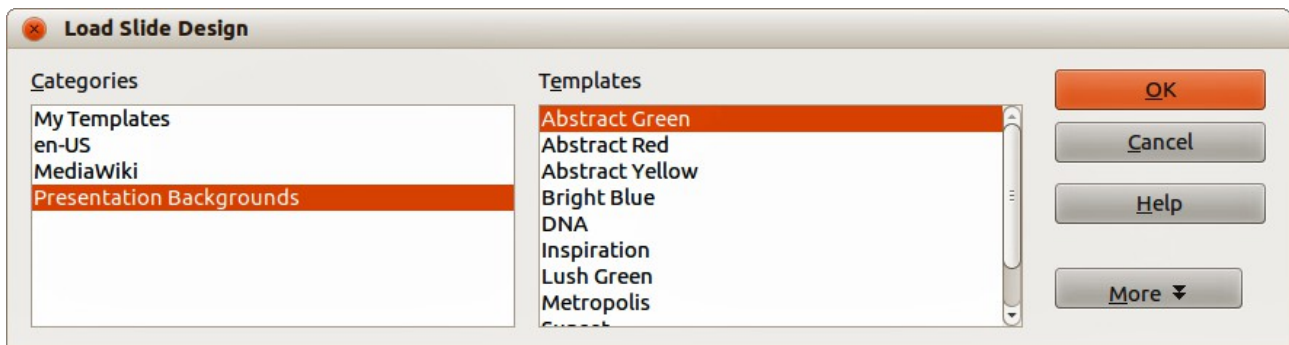 Load Slide Design
Categories
My Templates
en-US
MediaWiki
Presentation Backgrounds
Templates
Abstract Green
Abstract Red
Abstract Yellow
Bright Blue
DNA
Inspiration
Lush Green
Metropolis
OK
Cancel
Help
More